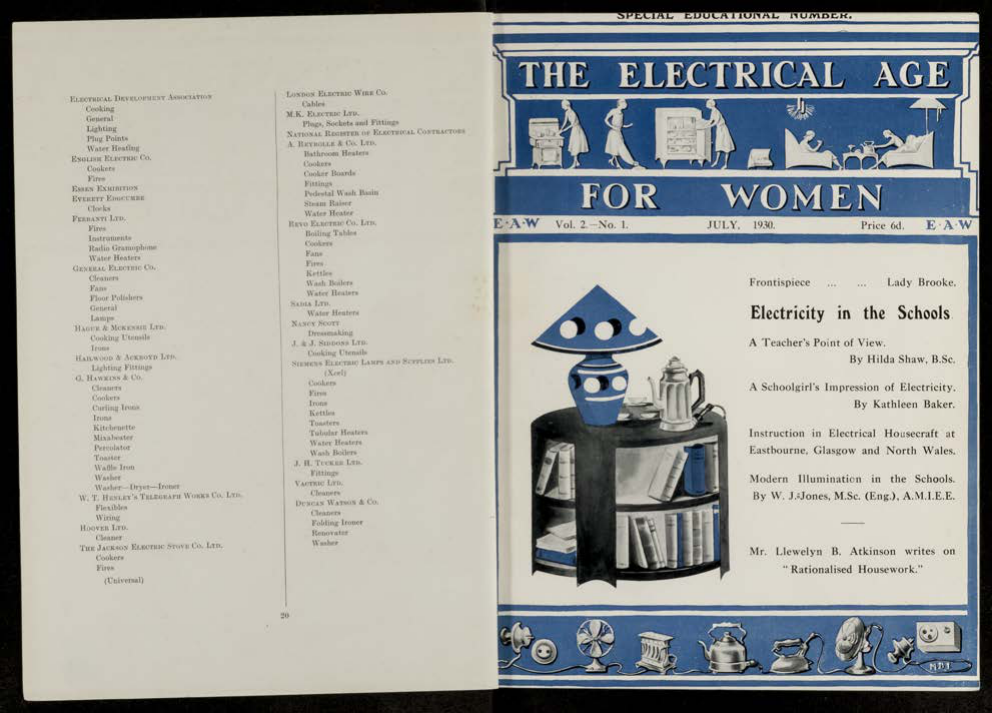 ELECTRICAL DEVELOPMENT ASSOCIATION
Cooking
General
Lighting
Plug Points
Water Heating
ENGLISH ELECTRIC CO.
Cookers
Fires
ESSEN EXHIBITION
EVERETT EDGCUMBE
Clocks
FERRANTI LTD.
Fires
Instruments
Radio Gramophone
Water Heaters
GENERAL ELECTRIC CO.
Cleaners
Fans
Floor Polishers
General
Lamps
HAGUE & MCKENSIE LTD.
Cooking Utensils
Irons
HAILWOOD & ACKROYD LTD.
Lighting Fittings
G. HAWKINS & CO.
Cleaners
Cookers
Curling Irons
Irons
Kitchenette
Mixabeater
Percolator
Toaster
Waffle Iron
Washer
Washer—Dryer—Ironer
W. T. HENLEY'S TELEGRAPH WORKS CO. LTD.
Flexibles
Wiring
HOOVER LTD.
Cleaner
THE JACKSON ELECTRIC STOVE CO. LTD.
Cookers
Fires
(Universal)
LONDON ELECTRIC WIRE CO.
Cables
M.K. ELECTRIC LTD.
Plugs, Sockets and Fittings
NATIONAL REGISTER OF ELECTRICAL CONTRACTORS
A. REYROLLE & CO. LTD.
Bathroom Heaters
Cookers
Cooker Boards
Fittings
Pedestal Wash Basin
Steam Raiser
Water Heater
REVO ELECTRIC CO. LTD.
Boiling Tables
Cookers
Fans
Fires
Kettles
Wash Boilers
Water Heaters
SADIA LTD.
Water Heaters
NANCY SCOTT
Dressmaking
J. & J. SIDDONS LTD.
Cooking Utensils
SIEMENS ELECTRIC LAMPS AND SUPPLIES LTD.
(Xcel)
Cookers
Fires
Irons
Kettles
Toasters
Tubular Heaters
Water Heaters
Wash Boilers
J. H. TUCKER LTD.
Fittings
VACTRIC LTD.
Cleaners
DUNCAN WATSON & CO.
Cleaners
Folding Ironer
Renovator
Washer
20
SPECIAL EDUCATIONAL NUMBER.
THE ELECTRICAL AGE
FOR WOMEN
E·A·W Vol. 2.—No. 1. JULY, 1930. Price 6d. E·A·W
Frontispiece ... ... Lady Brooke.
Electricity in the Schools
A Teacher's Point of View.
By Hilda Shaw, B.Sc.
A Schoolgirl's Impression of Electricity.
By Kathleen Baker.
Instruction in Electrical Housecraft at
Eastbourne, Glasgow and North Wales.
Modern Illumination in the Schools.
By W. J. Jones, M.Sc. (Eng.), A.M.I.E.E.
Mr. Llewelyn B. Atkinson writes on
"Rationalised Housework."